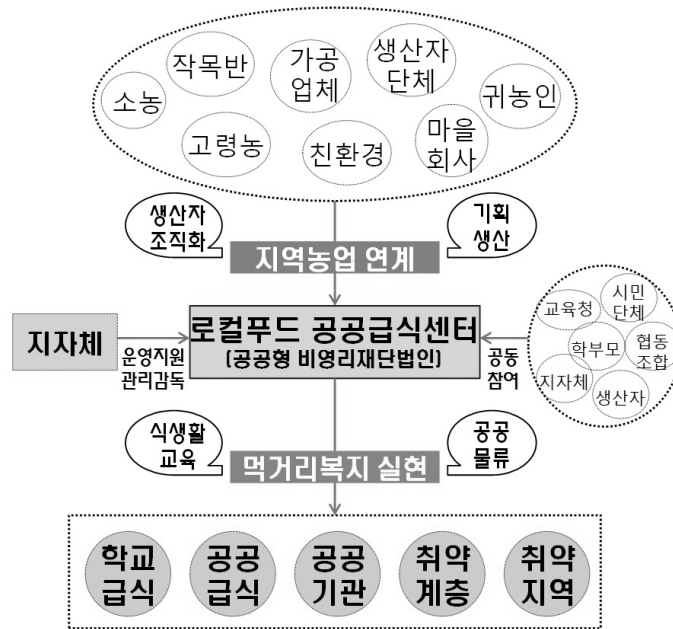 소농
작목반
가공
업체
생산자
단체
귀농인
고령농
친환경
마을
회사
생산자
조직화
기획
생산
지역농업 연계
지자체
운영지원
관리감독
로컬푸드 공공급식센터
(공공형 비영리재단법인)
공동
참여
교육청
시민
단체
학부모
협동
조합
지자체
생산자
식생활
교육
공공
물류
먹거리복지 실현
학교
급식
공공
급식
공공
기관
취약
계층
취약
지역